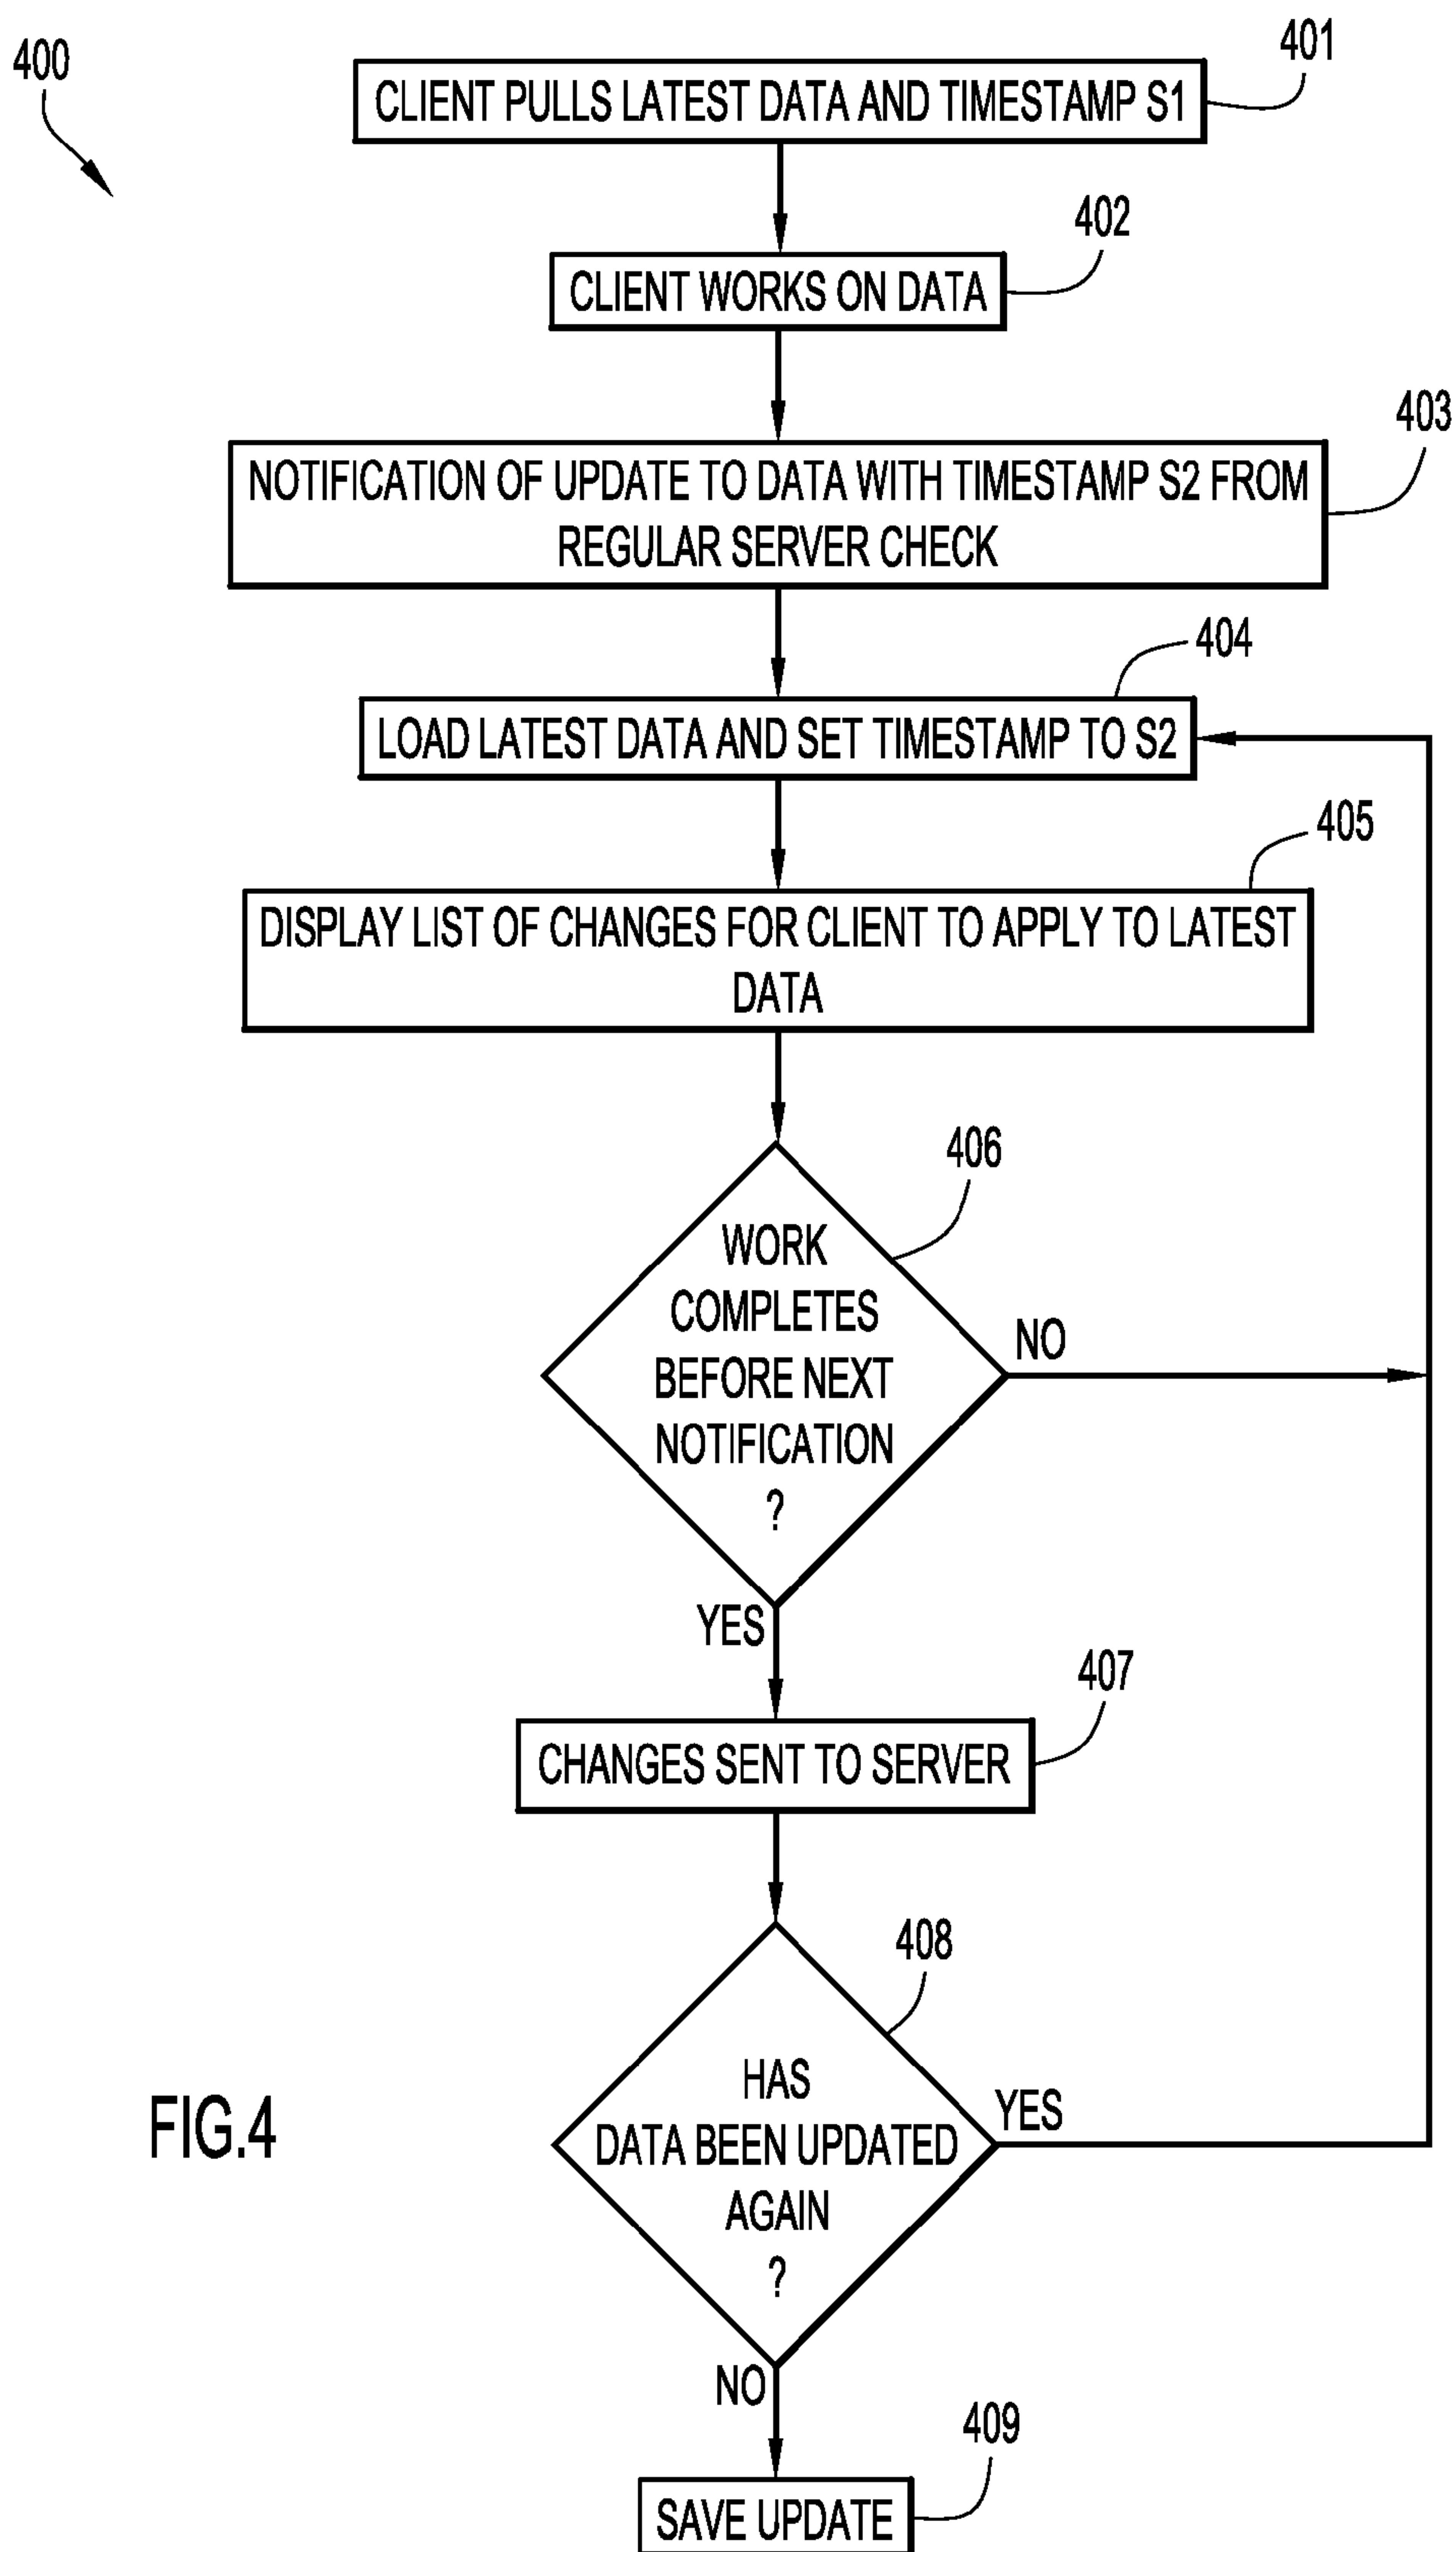 400
401
CLIENT PULLS LATEST DATA AND TIMESTAMP S1
402
CLIENT WORKS ON DATA
403
NOTIFICATION OF UPDATE TO DATA WITH TIMESTAMP S2 FROM
REGULAR SERVER CHECK
404
LOAD LATEST DATA AND SET TIMESTAMP TO S2
405
DISPLAY LIST OF CHANGES FOR CLIENT TO APPLY TO LATEST
DATA
406
WORK
COMPLETES
BEFORE NEXT
NOTIFICATION
?
NO
YES
407
CHANGES SENT TO SERVER
408
HAS
DATA BEEN UPDATED
AGAIN
?
YES
NO
FIG.4
409
SAVE UPDATE